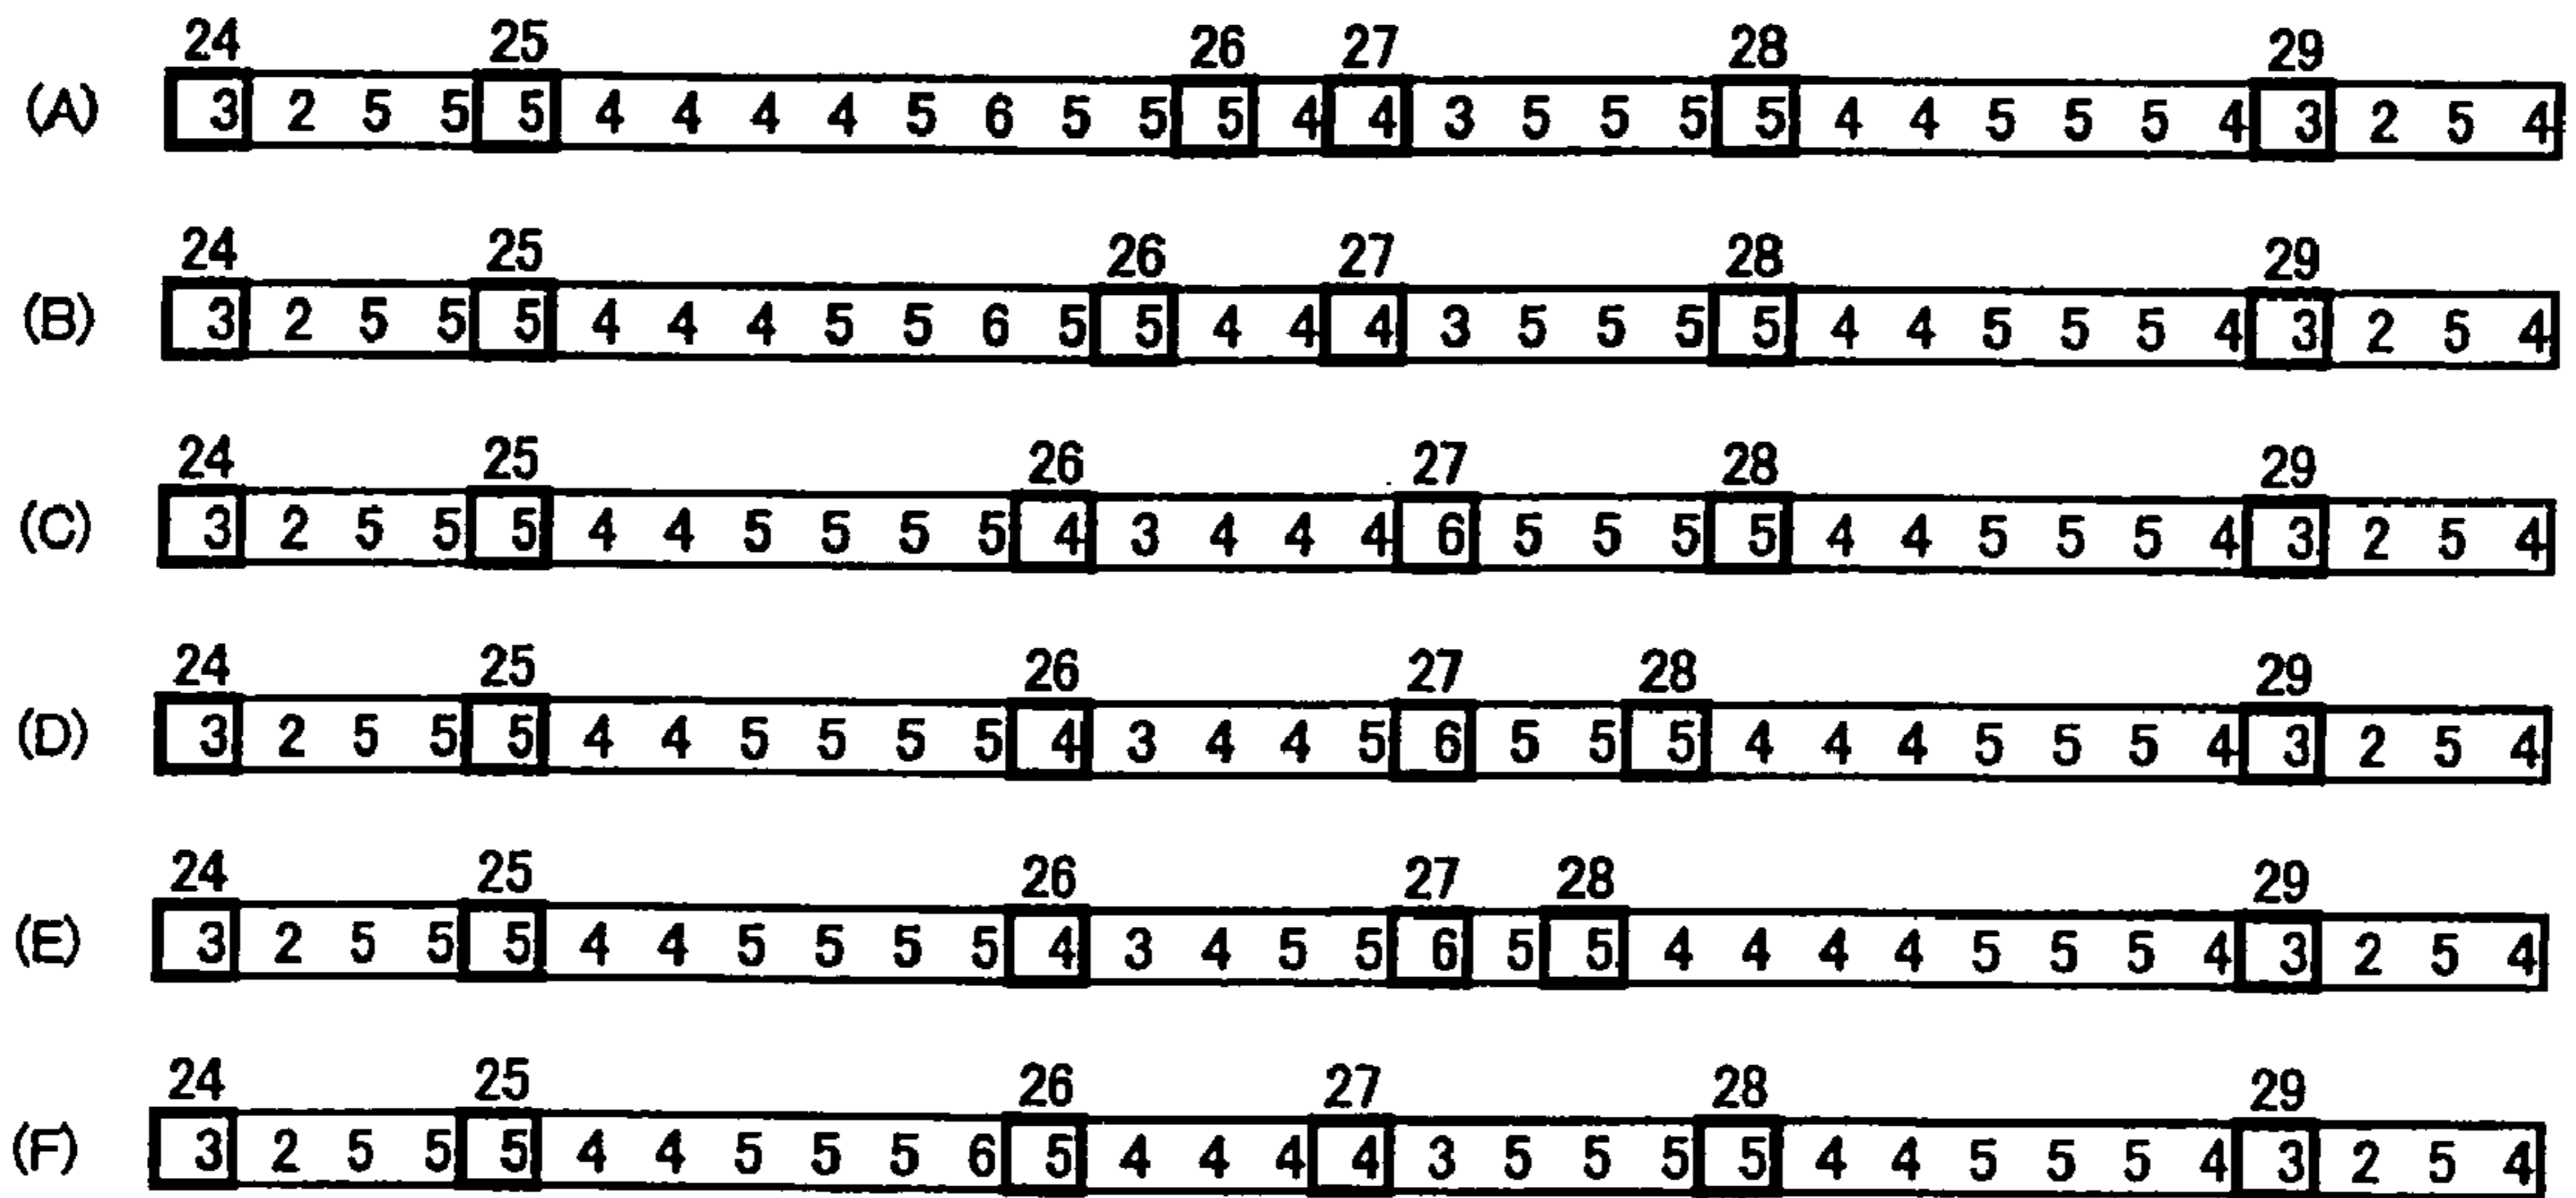 24 25 26 27 28 29
(A) 3 2 5 5 5 4 4 4 4 5 6 5 5 5 4 4 3 5 5 5 5 4 4 5 5 5 4 3 2 5 4
24 25 26 27 28 29
(B) 3 2 5 5 5 4 4 4 5 5 6 5 5 4 4 4 3 5 5 5 5 4 4 5 5 5 4 3 2 5 4
24 25 26 27 28 29
(C) 3 2 5 5 5 4 4 5 5 5 5 4 3 4 4 4 6 5 5 5 5 4 4 5 5 5 4 3 2 5 4
24 25 26 27 28 29
(D) 3 2 5 5 5 4 4 5 5 5 5 4 3 4 4 5 6 5 5 5 4 4 4 5 5 5 4 3 2 5 4
24 25 26 27 28 29
(E) 3 2 5 5 5 4 4 5 5 5 5 4 3 4 5 5 6 5 5 4 4 4 4 5 5 5 4 3 2 5 4
24 25 26 27 28 29
(F) 3 2 5 5 5 4 4 5 5 5 6 5 4 4 4 4 3 5 5 5 5 4 4 5 5 5 4 3 2 5 4